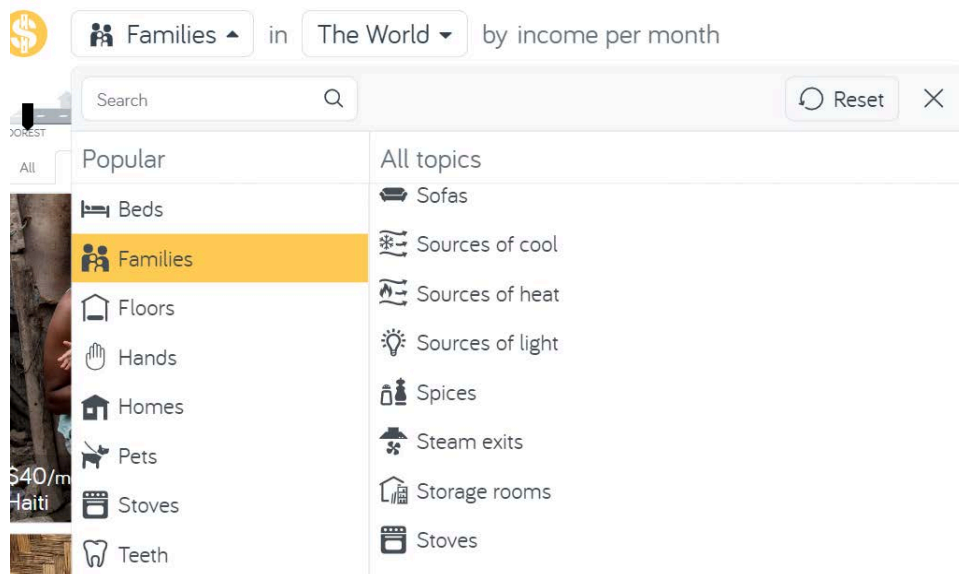 Families in The World by income per month
Search Reset
OOREST
All
Popular
All topics
Beds
Families
Floors
Hands
Homes
Pets
Stoves
Teeth
Sofas
Sources of cool
Sources of heat
Sources of light
Spices
Steam exits
Storage rooms
Stoves
$40/m
Haiti